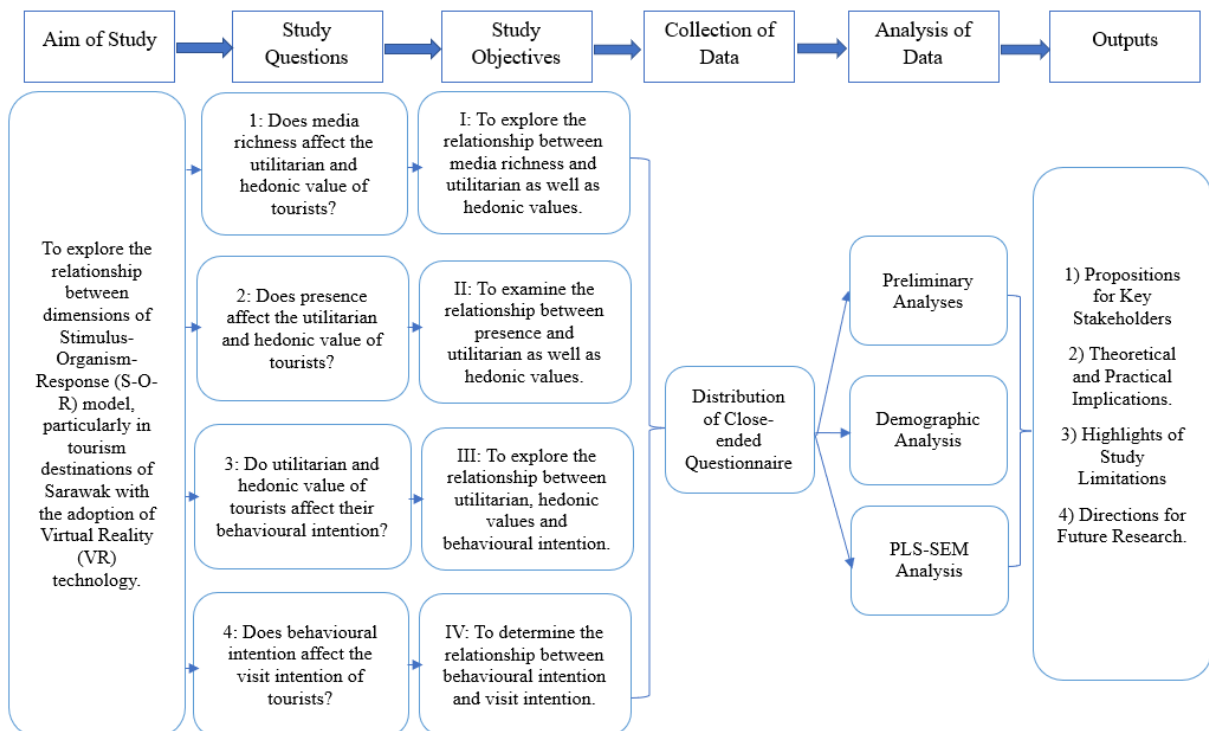 Aim of Study
Study
Questions
Study
Objectives
Collection of
Data
Analysis of
Data
Outputs
To explore the
relationship
between
dimensions of
Stimulus-
Organism-
Response (S-O-
R) model,
particularly in
tourism
destinations of
Sarawak with
the adoption of
Virtual Reality
(VR)
technology.
1: Does media
richness affect the
utilitarian and
hedonic value of
tourists?
2: Does presence
affect the utilitarian
and hedonic value of
tourists?
3: Do utilitarian and
hedonic value of
tourists affect their
behavioural intention?
4: Does behavioural
intention affect the
visit intention of
tourists?
I: To explore the
relationship between
media richness and
utilitarian as well as
hedonic values.
II: To examine the
relationship between
presence and
utilitarian as well as
hedonic values.
III: To explore the
relationship between
utilitarian, hedonic
values and
behavioural intention.
IV: To determine the
relationship between
behavioural intention
and visit intention.
Distribution
of Close-
ended
Questionnaire
Preliminary
Analyses
Demographic
Analysis
PLS-SEM
Analysis
1) Propositions
for Key
Stakeholders
2) Theoretical
and Practical
Implications.
3) Highlights of
Study
Limitations
4) Directions for
Future Research.